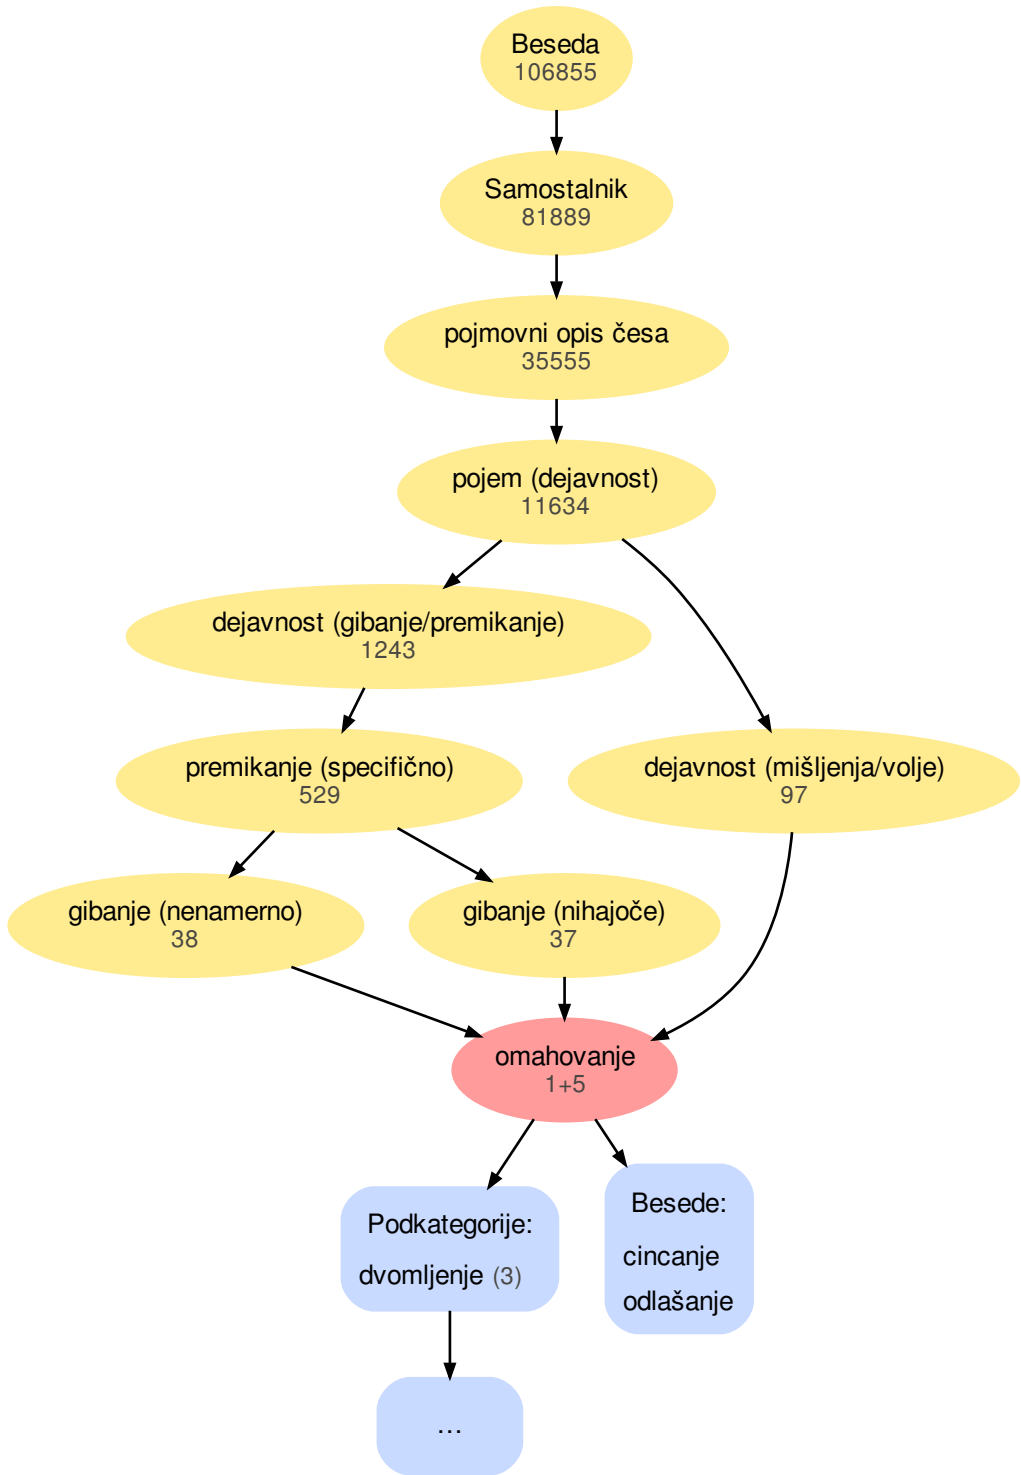 Beseda
106855
Samostalnik
81889
pojmovni opis česa
35555
pojem (dejavnost)
11634
dejavnost (gibanje/premikanje)
1243
premikanje (specifično)
529
dejavnost (mišljenja/volje)
97
gibanje (nenamerno)
38
gibanje (nihajoče)
37
omahovanje
1+5
Podkategorije:
dvomljenje (3)
Besede:
cincanje
odlašanje
...